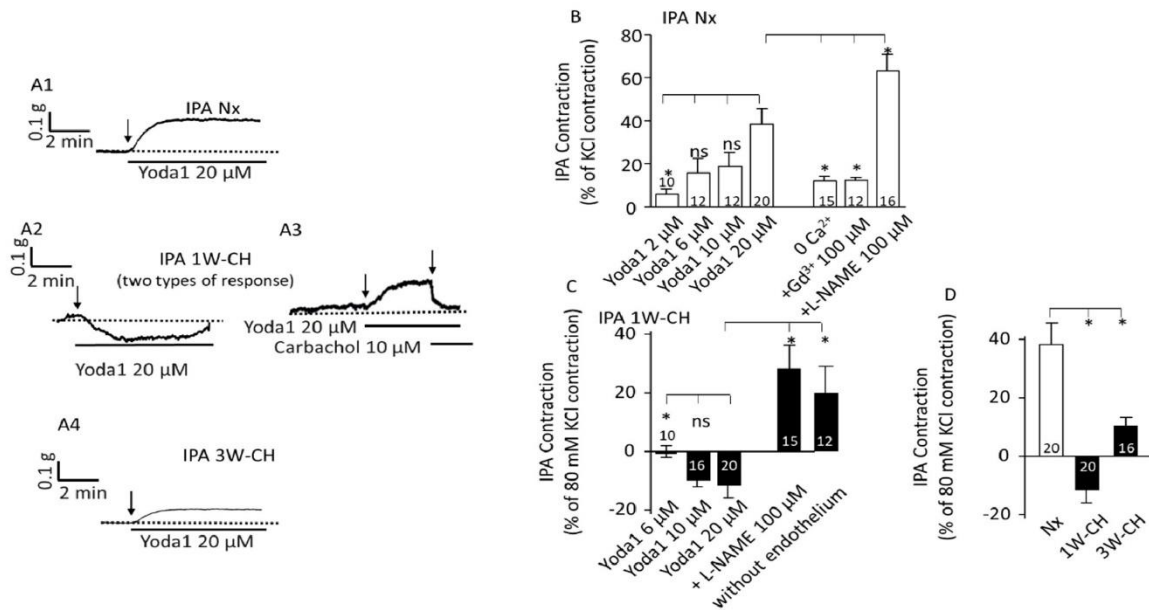 A1
0.1 g
2 min
IPA Nx
Yoda1 20 µM
A2
0.1 g
2 min
IPA 1W-CH
(two types of response)
Yoda1 20 µM
A3
Yoda1 20 µM
Carbachol 10 µM
A4
0.1 g
2 min
IPA 3W-CH
Yoda1 20 µM
B
IPA Nx
IPA Contraction
(% of KCl contraction)
80
60
40
20
0
*
10
ns
12
ns
12
20
*
15
*
12
*
16
Yoda1 2 µM
Yoda1 6 µM
Yoda1 10 µM
Yoda1 20 µM
0 Ca²⁺
+Gd³⁺ 100 µM
+L-NAME 100 µM
C
IPA 1W-CH
IPA Contraction
(% of 80 mM KCl contraction)
40
20
0
-20
*
10
ns
16
20
*
15
*
12
Yoda1 6 µM
Yoda1 10 µM
Yoda1 20 µM
+ L-NAME 100 µM
without endothelium
D
IPA Contraction
(% of 80 mM KCl contraction)
40
20
0
-20
20
*
20
*
16
Nx
1W-CH
3W-CH